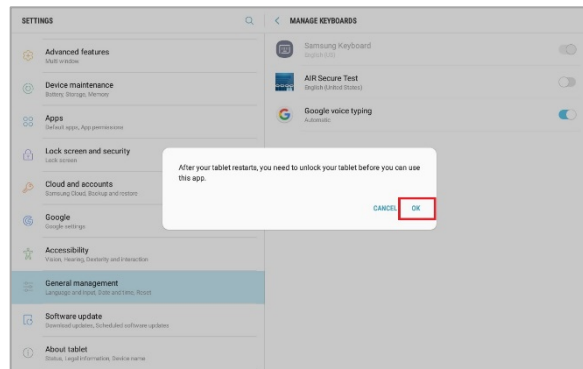 SETTINGS
Advanced features
Multi window
Device maintenance
Battery, Storage, Memory
Apps
Default apps, App permissions
Lock screen and security
Lock screen
Cloud and accounts
Samsung Cloud, Backup and restore
Google
Google settings
Accessibility
Vision, Hearing, Dexterity and interaction
General management
Language and input, Date and time, Reset
Software update
Download updates, Scheduled software updates
About tablet
Status, Legal information, Device name
MANAGE KEYBOARDS
Samsung Keyboard
English (US)
AIR Secure Test
English (United States)
Google voice typing
Automatic
After your tablet restarts, you need to unlock your tablet before you can use
this app.
CANCEL OK